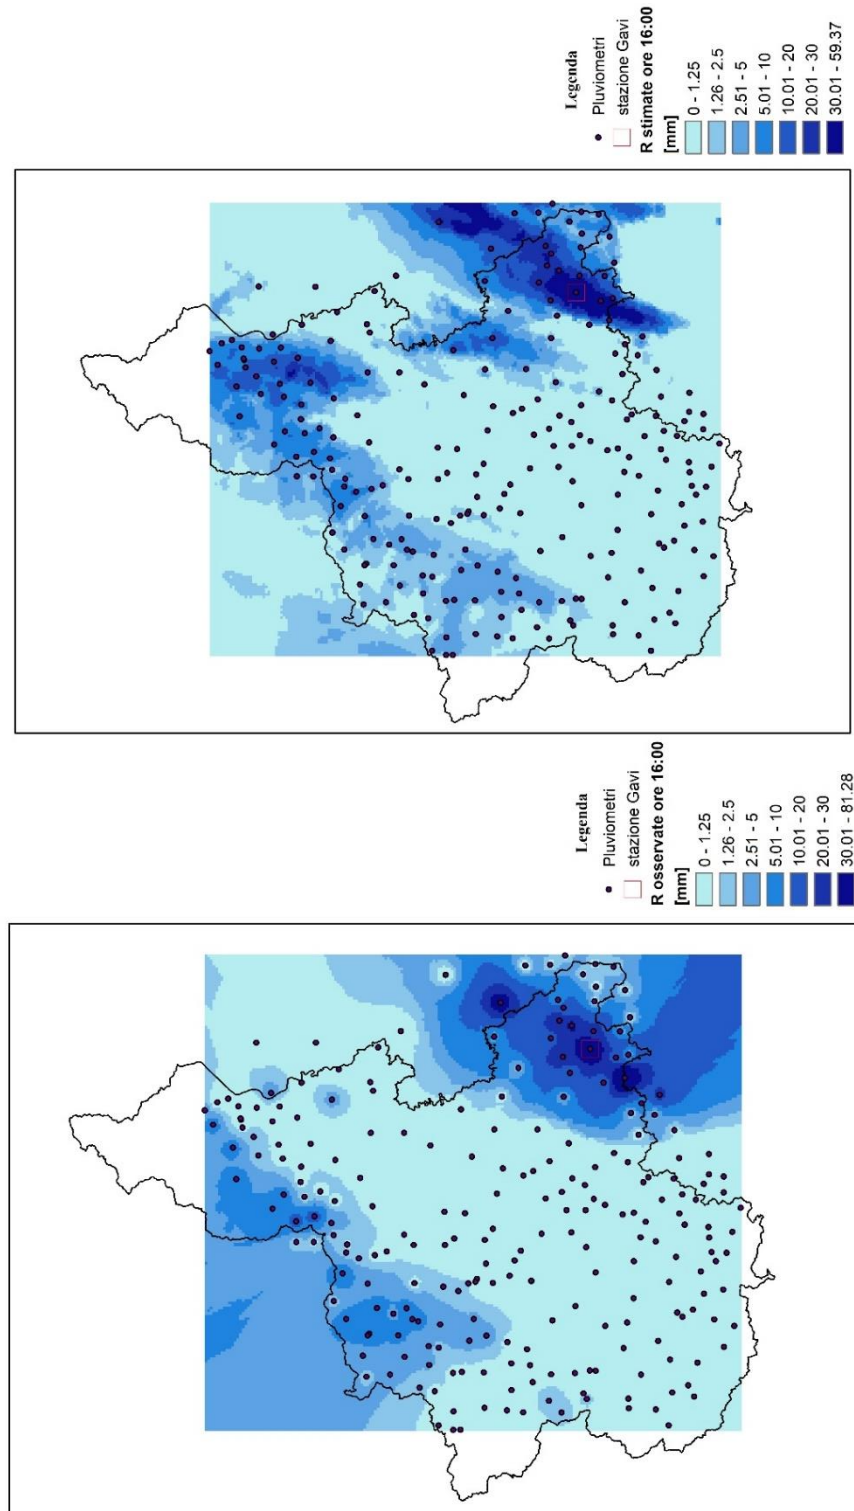 Legenda
Pluviometri
stazione Gavi
R stimate ore 16:00
[mm]
0 - 1.25
1.26 - 2.5
2.51 - 5
5.01 - 10
10.01 - 20
20.01 - 30
30.01 - 59.37
Legenda
Pluviometri
stazione Gavi
R osservate ore 16:00
[mm]
0 - 1.25
1.26 - 2.5
2.51 - 5
5.01 - 10
10.01 - 20
20.01 - 30
30.01 - 81.28